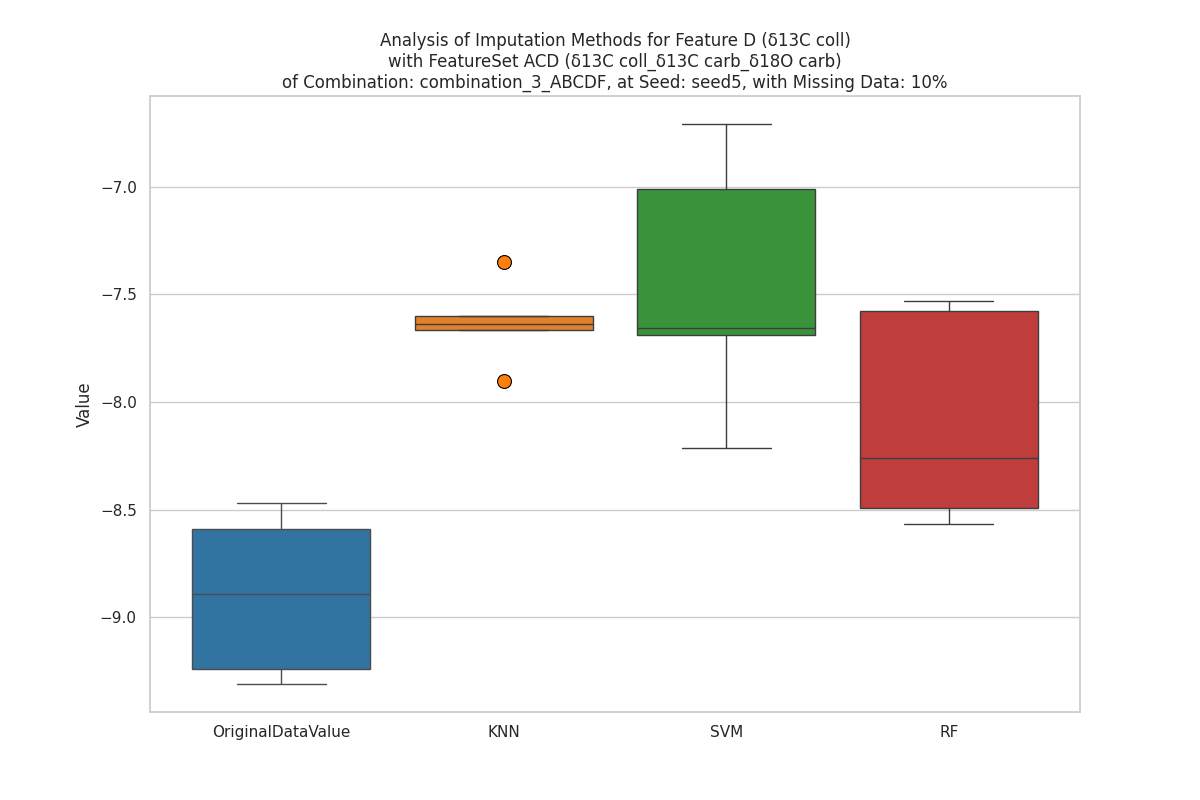 Analysis of Imputation Methods for Feature D (δ13C coll)
with FeatureSet ACD (δ13C coll_δ13C carb_δ18O carb)
of Combination: combination_3_ABCDF, at Seed: seed5, with Missing Data: 10%
−7.0
−7.5
−8.0
−8.5
−9.0
Value
OriginalDataValue
KNN
SVM
RF